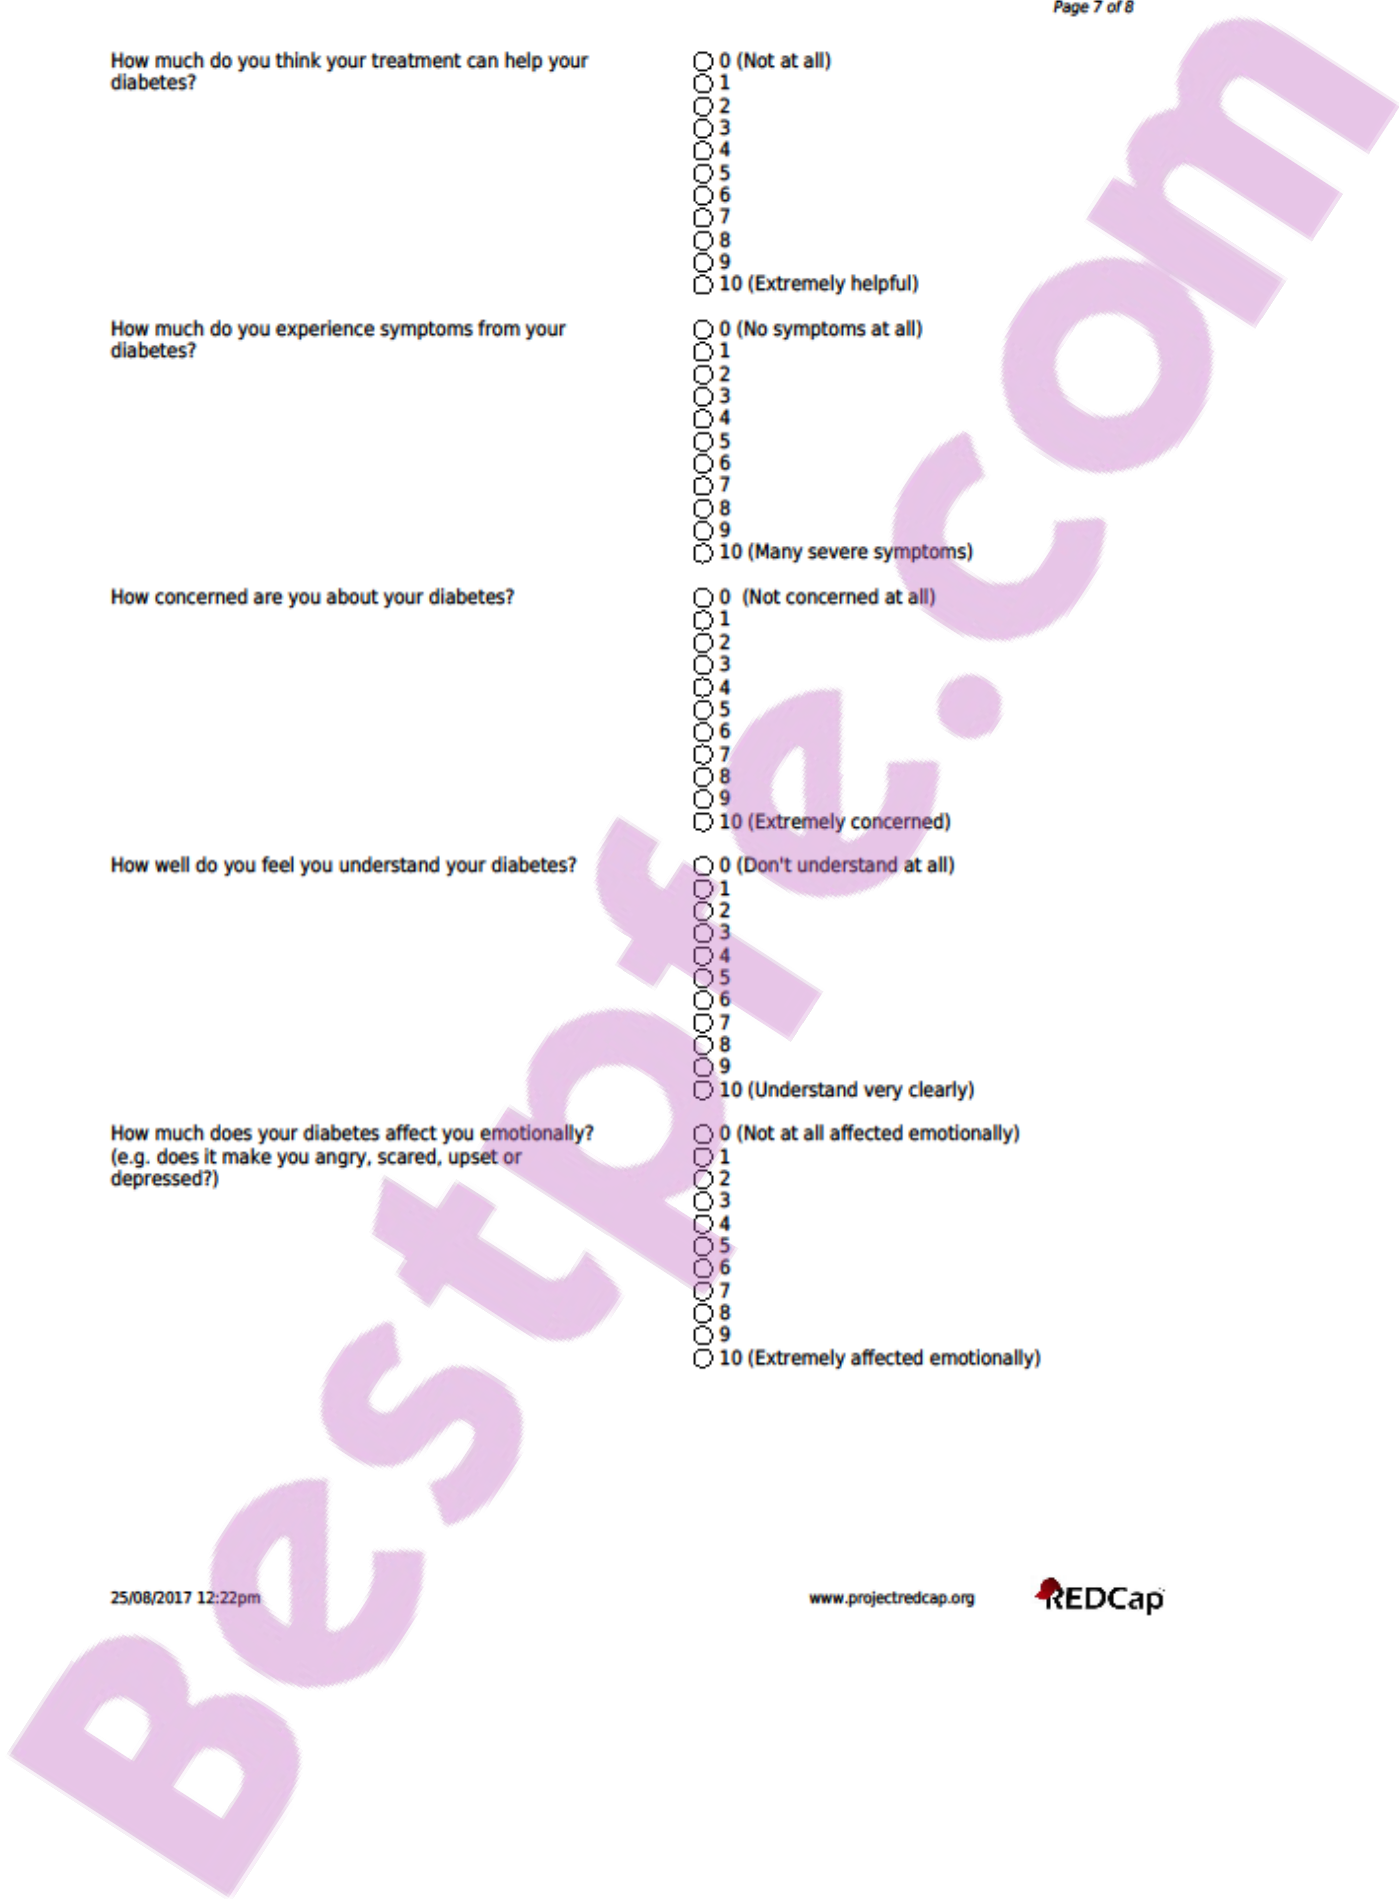 Page 7 of 8
How much do you think your treatment can help your
diabetes?
0 (Not at all)
1
2
3
4
5
6
7
8
9
10 (Extremely helpful)
How much do you experience symptoms from your
diabetes?
0 (No symptoms at all)
1
2
3
4
5
6
7
8
9
10 (Many severe symptoms)
How concerned are you about your diabetes?
0 (Not concerned at all)
1
2
3
4
5
6
7
8
9
10 (Extremely concerned)
How well do you feel you understand your diabetes?
0 (Don't understand at all)
1
2
3
4
5
6
7
8
9
10 (Understand very clearly)
How much does your diabetes affect you emotionally?
(e.g. does it make you angry, scared, upset or
depressed?)
0 (Not at all affected emotionally)
1
2
3
4
5
6
7
8
9
10 (Extremely affected emotionally)
25/08/2017 12:22pm
www.projectredcap.org
REDCap
Bestpfe.com